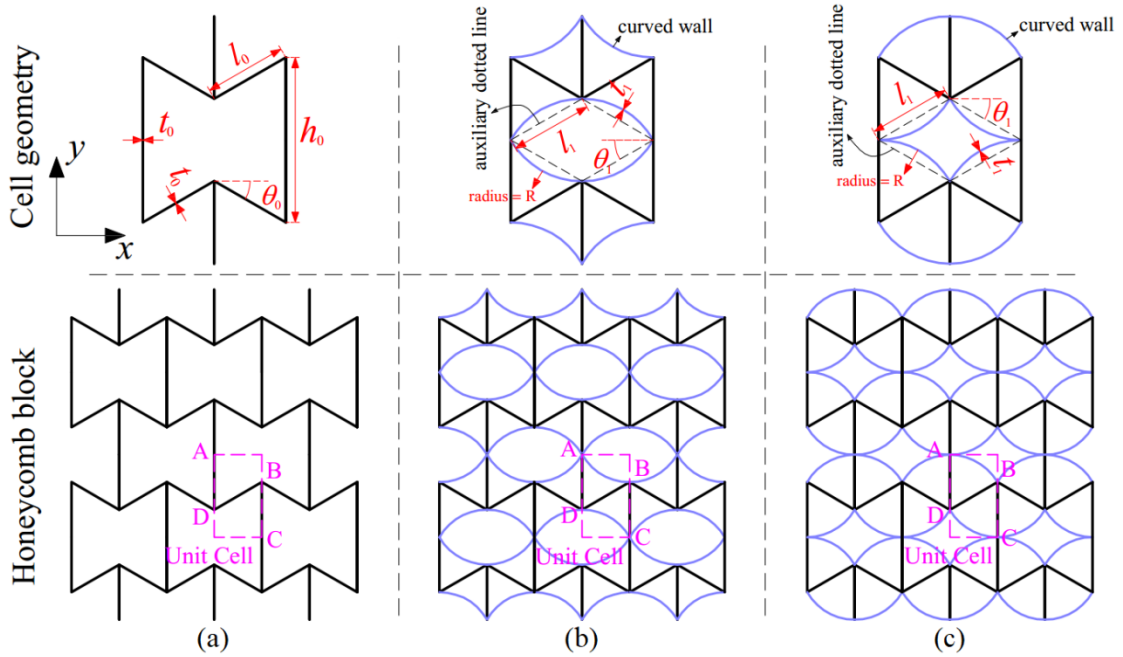 Cell geometry
l₀
t₀
h₀
t₀
θ₀
y
x
curved wall
auxiliary dotted line
t₁
l₁
θ₁
radius = R
curved wall
auxiliary dotted line
l₁
θ₁
t₁
radius = R
Honeycomb block
A
B
D
C
Unit Cell
A
B
D
C
Unit Cell
A
B
D
C
Unit Cell
(a)
(b)
(c)